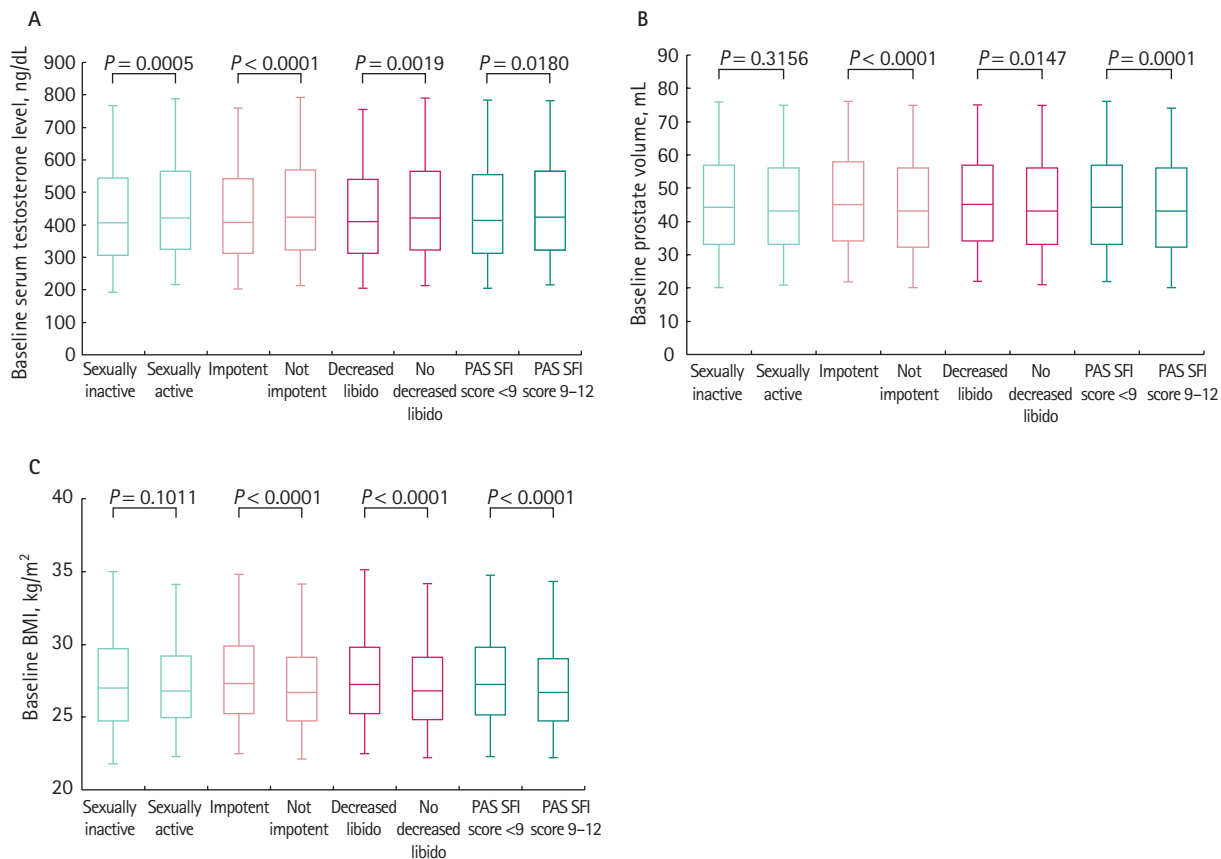 A
Baseline serum testosterone level, ng/dL
900
800
700
600
500
400
300
200
100
0
P = 0.0005
P < 0.0001
P = 0.0019
P = 0.0180
Sexually
inactive
Sexually
active
Impotent
Not
impotent
Decreased
libido
No
decreased
libido
PAS SFI
score <9
PAS SFI
score 9–12
B
Baseline prostate volume, mL
90
80
70
60
50
40
30
20
10
0
P = 0.3156
P < 0.0001
P = 0.0147
P = 0.0001
Sexually
inactive
Sexually
active
Impotent
Not
impotent
Decreased
libido
No
decreased
libido
PAS SFI
score <9
PAS SFI
score 9–12
C
Baseline BMI, kg/m²
40
35
30
25
20
P = 0.1011
P < 0.0001
P < 0.0001
P < 0.0001
Sexually
inactive
Sexually
active
Impotent
Not
impotent
Decreased
libido
No
decreased
libido
PAS SFI
score <9
PAS SFI
score 9–12